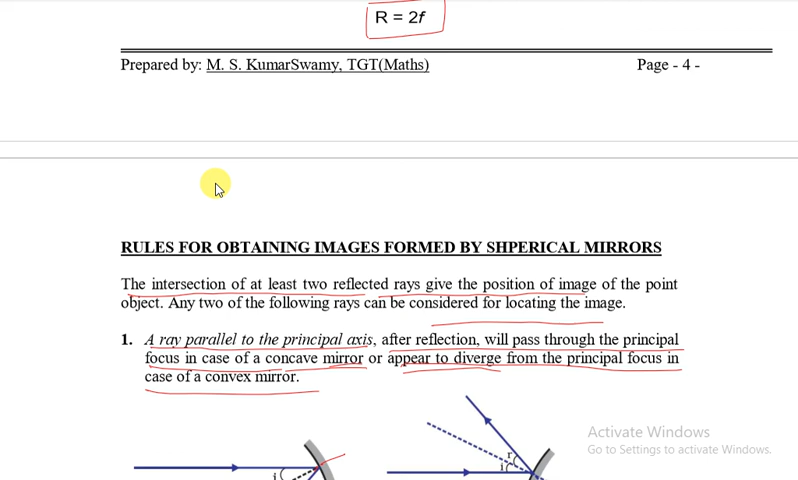 R = 2f
Prepared by: M. S. KumarSwamy, TGT(Maths)
Page - 4 -
RULES FOR OBTAINING IMAGES FORMED BY SHPERICAL MIRRORS
The intersection of at least two reflected rays give the position of image of the point
object. Any two of the following rays can be considered for locating the image.
1. A ray parallel to the principal axis, after reflection, will pass through the principal
focus in case of a concave mirror or appear to diverge from the principal focus in
case of a convex mirror.
Activate Windows
Go to Settings to activate Windows.
r
i
i